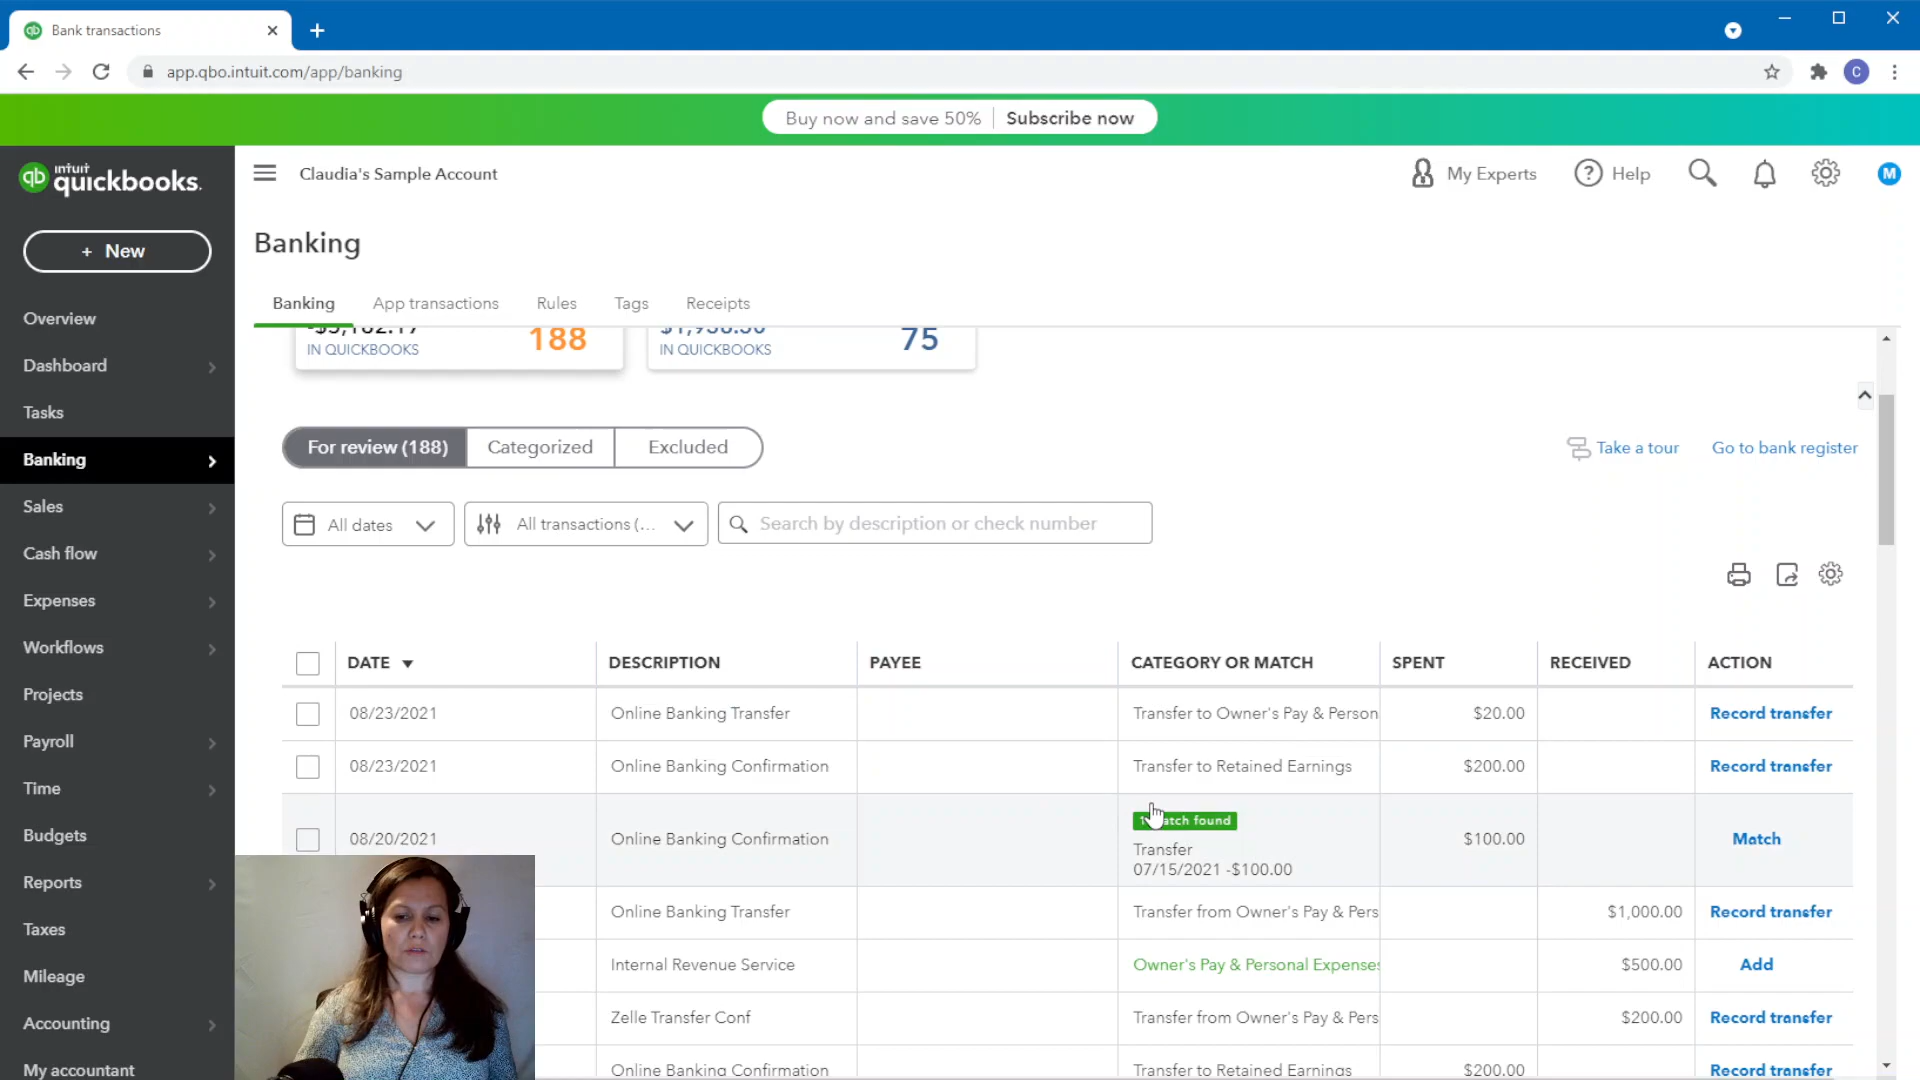 Bank transactions
app.qbo.intuit.com/app/banking
C
Buy now and save 50% Subscribe now
qb intuit quickbooks.
Claudia's Sample Account
My Experts
Help
M
+ New
Banking
Banking App transactions Rules Tags Receipts
Overview
Dashboard
Tasks
Banking
Sales
Cash flow
Expenses
Workflows
Projects
Payroll
Time
Budgets
Reports
Taxes
Mileage
Accounting
My accountant
IN QUICKBOOKS 188
IN QUICKBOOKS 75
For review (188) Categorized Excluded
Take a tour Go to bank register
All dates All transactions (... Search by description or check number
DATE DESCRIPTION PAYEE CATEGORY OR MATCH SPENT RECEIVED ACTION
08/23/2021 Online Banking Transfer Transfer to Owner's Pay & Person $20.00 Record transfer
08/23/2021 Online Banking Confirmation Transfer to Retained Earnings $200.00 Record transfer
found
08/20/2021 Online Banking Confirmation $100.00 Match
Transfer
07/15/2021 -$100.00
Online Banking Transfer Transfer from Owner's Pay & Pers $1,000.00 Record transfer
Internal Revenue Service Owner's Pay & Personal Expenses $500.00 Add
Zelle Transfer Conf Transfer from Owner's Pay & Pers $200.00 Record transfer
Online Banking Confirmation Transfer to Retained Earnings $200.00 Record transfer